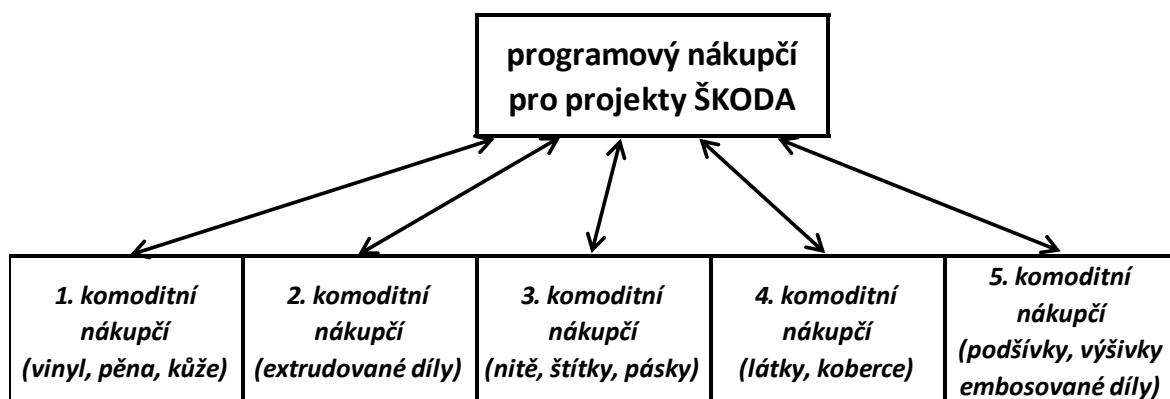 programový nákupčí
pro projekty ŠKODA
1. komoditní
nákupčí
(vinyl, pěna, kůže)
2. komoditní
nákupčí
(extrudované díly)
3. komoditní
nákupčí
(nitě, štítky, pásky)
4. komoditní
nákupčí
(látky, koberce)
5. komoditní
nákupčí
(podšívky, výšivky
embosované díly)